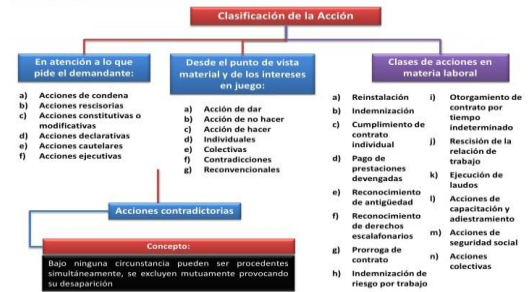 Clasificación de la Acción
En atención a lo que
pide el demandante:
a) Acciones de condena
b) Acciones rescisorias
c) Acciones constitutivas o
modificativas
d) Acciones declarativas
e) Acciones cautelares
f) Acciones ejecutivas
Desde el punto de vista
material y de los intereses
en juego:
a) Acción de dar
b) Acción de no hacer
c) Acción de hacer
d) Individuales
e) Colectivas
f) Contradicciones
g) Reconvencionales
Clases de acciones en
materia laboral
a) Reinstalación
b) Indemnización
c) Cumplimiento de
contrato
individual
d) Pago de
prestaciones
devengadas
e) Reconocimiento
de antigüedad
f) Reconocimiento
de derechos
escalafonarios
g) Prorroga de
contrato
h) Indemnización de
riesgo por trabajo
i) Otorgamiento de
contrato por
tiempo
indeterminado
j) Rescisión de la
relación de
trabajo
k) Ejecución de
laudos
l) Acciones de
capacitación y
adiestramiento
m) Acciones de
seguridad social
n) Acciones
colectivas
Acciones contradictorias
Concepto:
Bajo ninguna circunstancia pueden ser procedentes
simultáneamente, se excluyen mutuamente provocando
su desaparición